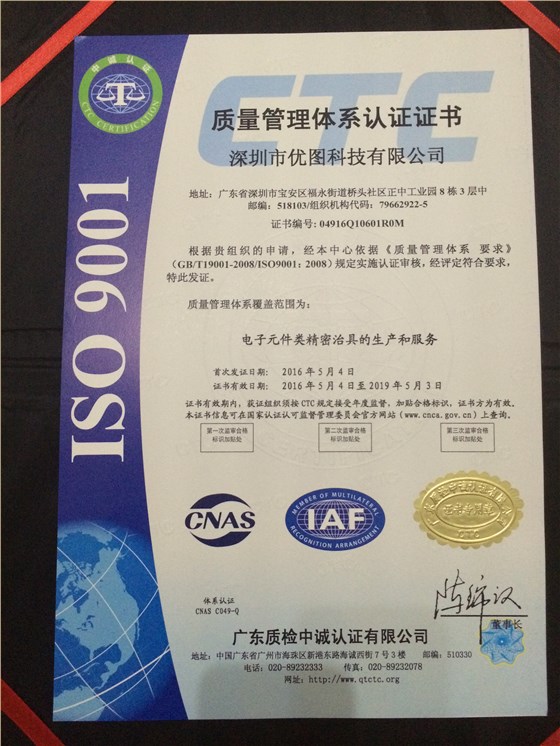 中诚认证
CTC CERTIFICATION
CTC
ISO 9001
质量管理体系认证证书
深圳市优图科技有限公司
地址：广东省深圳市宝安区福永街道桥头社区正中工业园 8 栋 3 层中
邮编：518103/组织机构代码：79662922-5
证书编号: 04916Q10601R0M
根据贵组织的申请，经本中心依据《质量管理体系 要求》
（GB/T19001-2008/ISO9001：2008）规定实施认证审核，经评定符合要求，
特此发证。
质量管理体系覆盖范围为：
电子元件类精密治具的生产和服务
首次发证日期： 2016 年 5 月 4 日
证书有效日期： 2016 年 5 月 4 日至 2019 年 5 月 3 日
证书有效期内，获证组织须按 CTC 规定接受年度监督，加贴合格标识，证书方为有效。
本证书信息可在国家认证认可监督管理委员会官方网站（www.cnca.gov.cn）上查询。
第一次监审合格
标识加贴处
第二次监审合格
标识加贴处
第三次监审合格
标识加贴处
CNAS
MEMBER OF MULTILATERAL
IAF
RECOGNITION ARRANGEMENT
体系认证
CNAS C049-Q
董事长
广东质检中诚认证有限公司
地址：中国广东省广州市海珠区新港东路海诚西街 7 号 3 楼 邮编：510330
电话：020-89232333 传真：020-89232078
网址：http://www.qtctc.org